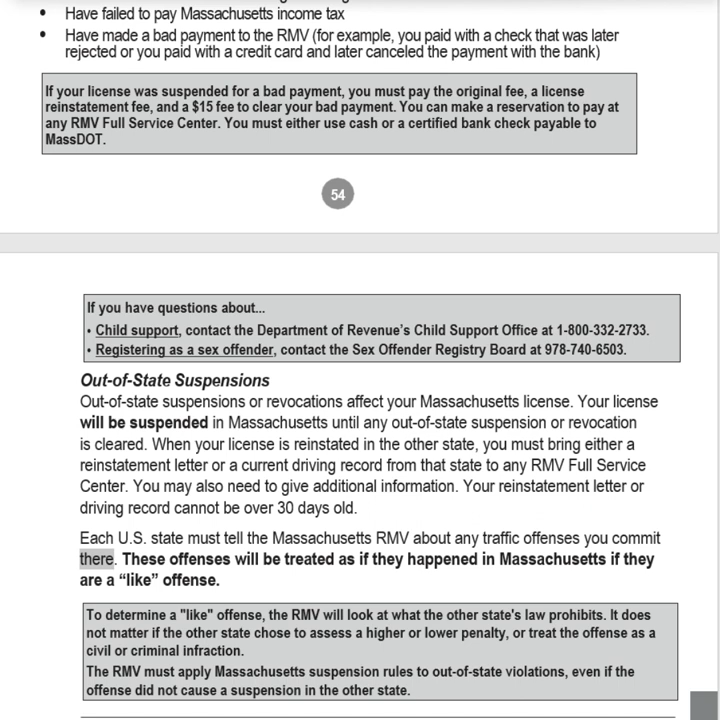 • Have failed to pay Massachusetts income tax
• Have made a bad payment to the RMV (for example, you paid with a check that was later
rejected or you paid with a credit card and later canceled the payment with the bank)
If your license was suspended for a bad payment, you must pay the original fee, a license
reinstatement fee, and a $15 fee to clear your bad payment. You can make a reservation to pay at
any RMV Full Service Center. You must either use cash or a certified bank check payable to
MassDOT.
54
If you have questions about...
• Child support, contact the Department of Revenue's Child Support Office at 1-800-332-2733.
• Registering as a sex offender, contact the Sex Offender Registry Board at 978-740-6503.
Out-of-State Suspensions
Out-of-state suspensions or revocations affect your Massachusetts license. Your license
will be suspended in Massachusetts until any out-of-state suspension or revocation
is cleared. When your license is reinstated in the other state, you must bring either a
reinstatement letter or a current driving record from that state to any RMV Full Service
Center. You may also need to give additional information. Your reinstatement letter or
driving record cannot be over 30 days old.
Each U.S. state must tell the Massachusetts RMV about any traffic offenses you commit
there. These offenses will be treated as if they happened in Massachusetts if they
are a “like” offense.
To determine a "like" offense, the RMV will look at what the other state's law prohibits. It does
not matter if the other state chose to assess a higher or lower penalty, or treat the offense as a
civil or criminal infraction.
The RMV must apply Massachusetts suspension rules to out-of-state violations, even if the
offense did not cause a suspension in the other state.